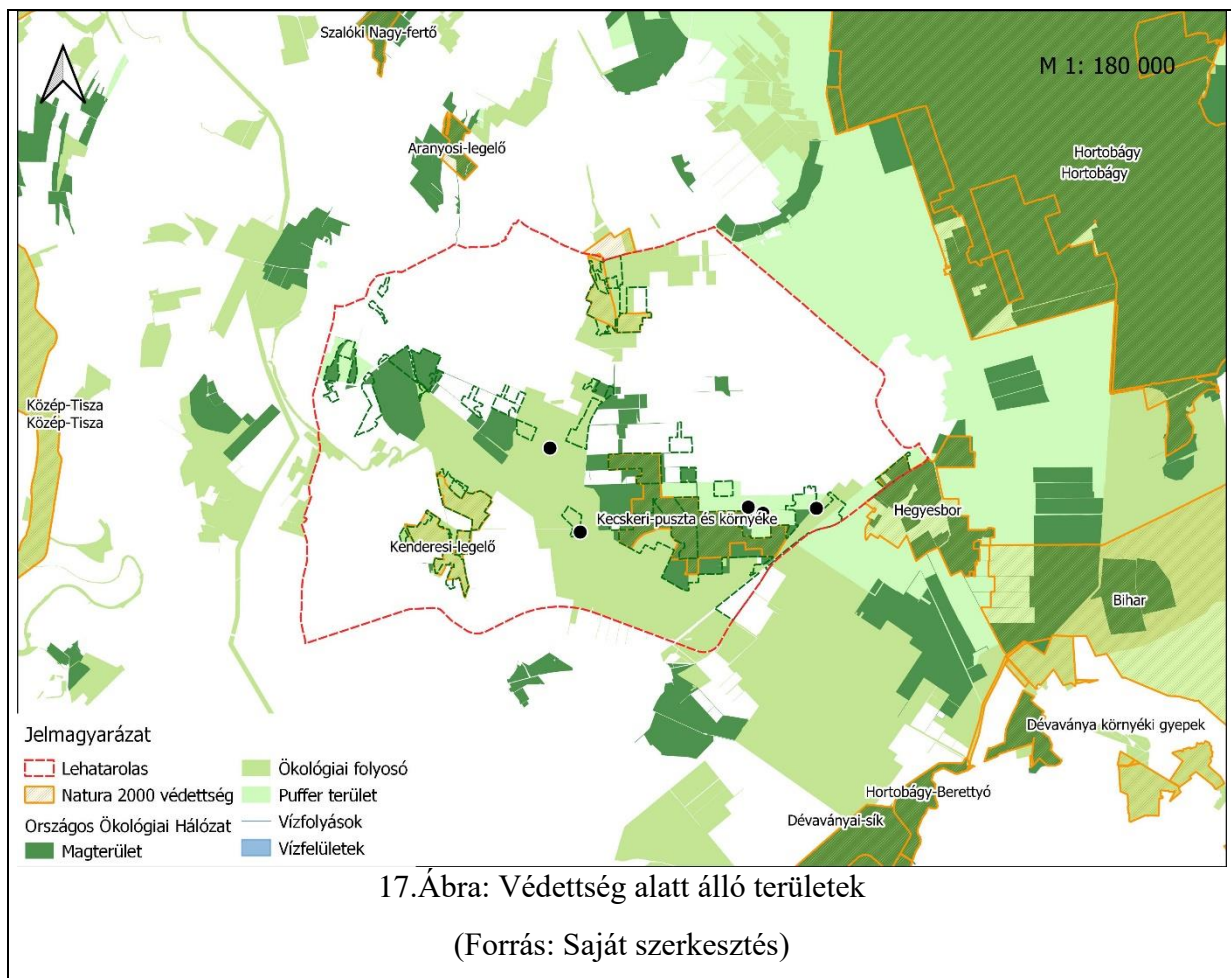 Szalóki Nagy-fertő
M 1: 180 000
Aranyosi-legelő
Hortobágy
Hortobágy
Közép-Tisza
Közép-Tisza
Hegyesbor
Kecskeri-puszta és környéke
Kenderesi-legelő
Bihar
Dévaványa környéki gyepek
Hortobágy-Berettyó
Dévaványai-sík
Jelmagyarázat
Lehatarolas
Natura 2000 védettség
Országos Ökológiai Hálózat
Magterület
Ökológiai folyosó
Puffer terület
Vízfolyások
Vízfelületek
17.Ábra: Védettség alatt álló területek
(Forrás: Saját szerkesztés)